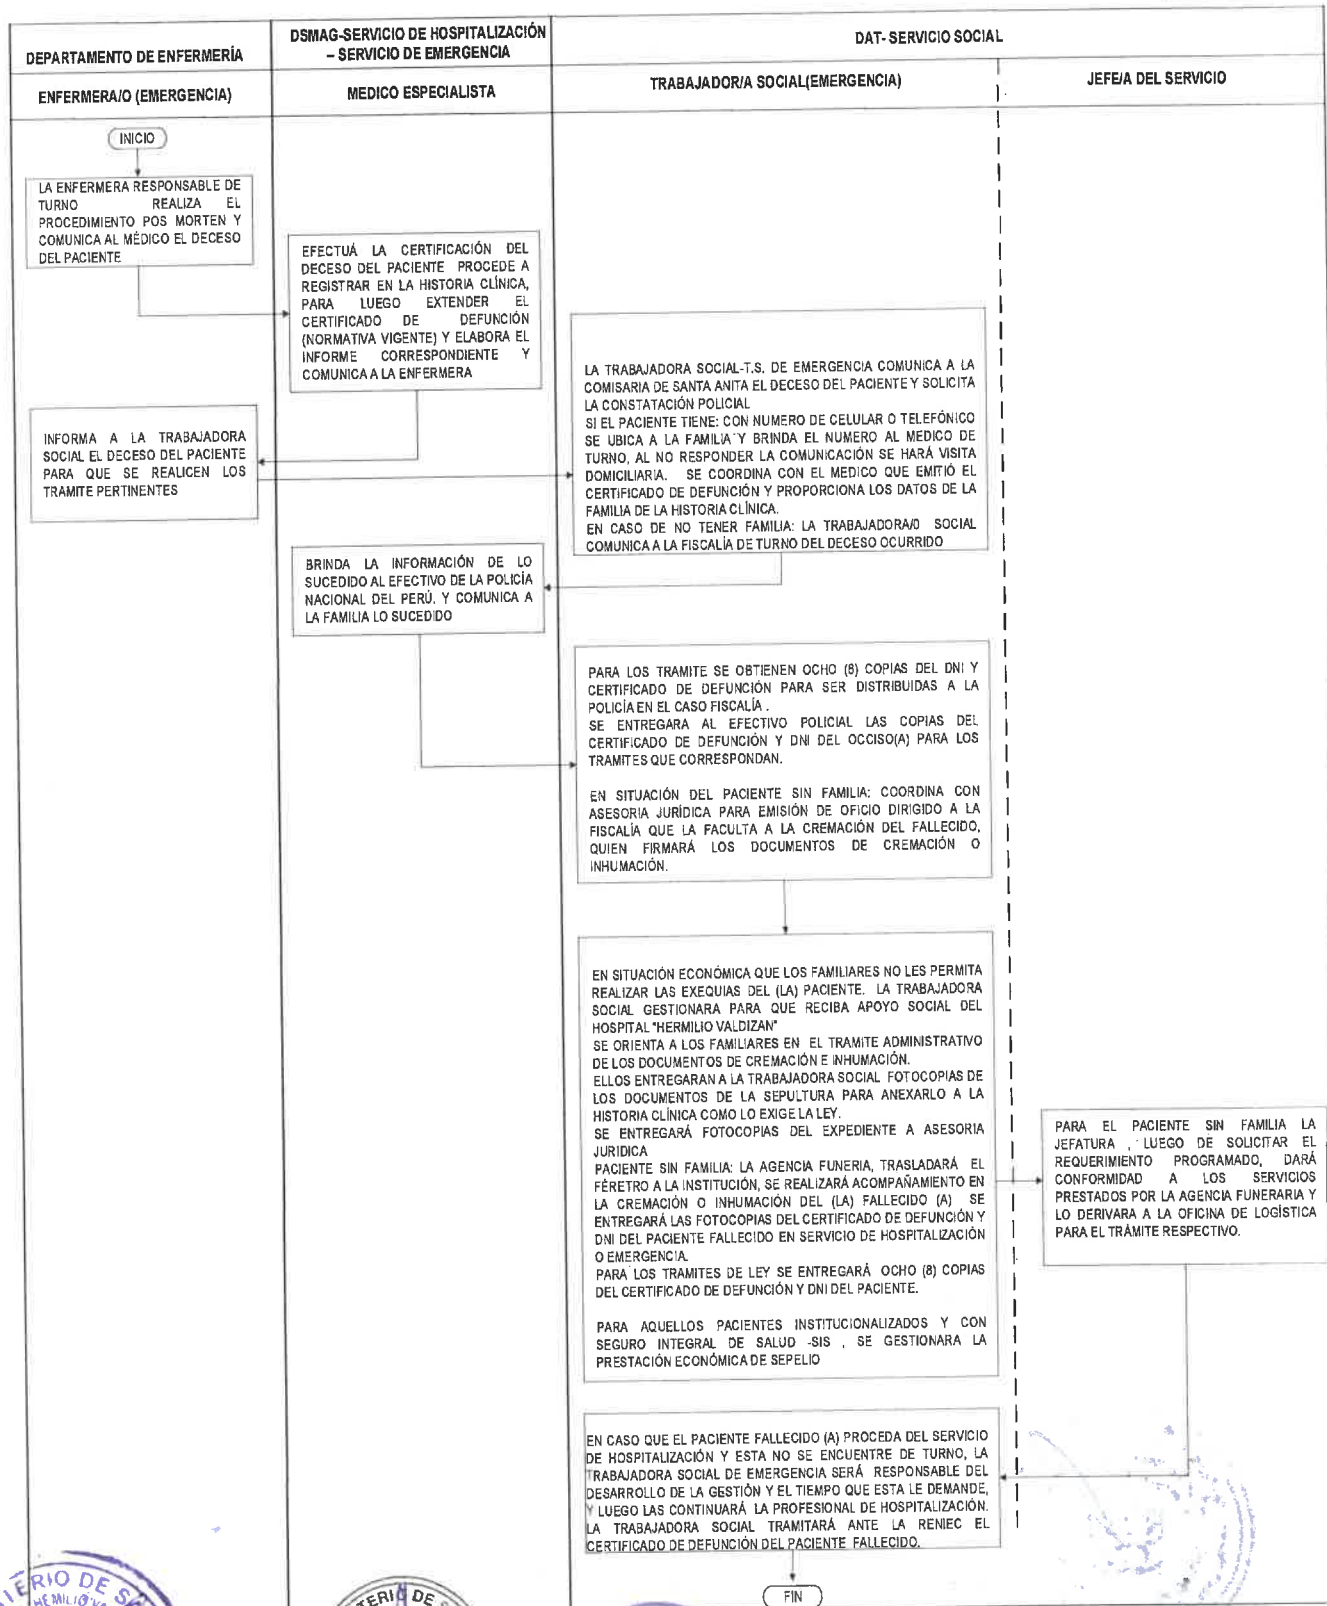 DEPARTAMENTO DE ENFERMERÍA
DSMAG-SERVICIO DE HOSPITALIZACIÓN
– SERVICIO DE EMERGENCIA
DAT- SERVICIO SOCIAL
ENFERMERA/O (EMERGENCIA)
MEDICO ESPECIALISTA
TRABAJADOR/A SOCIAL(EMERGENCIA)
JEFE/A DEL SERVICIO
INICIO
LA ENFERMERA RESPONSABLE DE
TURNO REALIZA EL
PROCEDIMIENTO POS MORTEN Y
COMUNICA AL MÉDICO EL DECESO
DEL PACIENTE
EFECTUÁ LA CERTIFICACIÓN DEL
DECESO DEL PACIENTE PROCEDE A
REGISTRAR EN LA HISTORIA CLÍNICA,
PARA LUEGO EXTENDER EL
CERTIFICADO DE DEFUNCIÓN
(NORMATIVA VIGENTE) Y ELABORA EL
INFORME CORRESPONDIENTE Y
COMUNICA A LA ENFERMERA
INFORMA A LA TRABAJADORA
SOCIAL EL DECESO DEL PACIENTE
PARA QUE SE REALICEN LOS
TRAMITE PERTINENTES
LA TRABAJADORA SOCIAL-T.S. DE EMERGENCIA COMUNICA A LA
COMISARIA DE SANTA ANITA EL DECESO DEL PACIENTE Y SOLICITA
LA CONSTATACIÓN POLICIAL
SI EL PACIENTE TIENE: CON NUMERO DE CELULAR O TELEFÓNICO
SE UBICA A LA FAMILIA Y BRINDA EL NUMERO AL MEDICO DE
TURNO, AL NO RESPONDER LA COMUNICACIÓN SE HARÁ VISITA
DOMICILIARIA. SE COORDINA CON EL MEDICO QUE EMITIÓ EL
CERTIFICADO DE DEFUNCIÓN Y PROPORCIONA LOS DATOS DE LA
FAMILIA DE LA HISTORIA CLÍNICA.
EN CASO DE NO TENER FAMILIA: LA TRABAJADORA/O SOCIAL
COMUNICA A LA FISCALÍA DE TURNO DEL DECESO OCURRIDO
BRINDA LA INFORMACIÓN DE LO
SUCEDIDO AL EFECTIVO DE LA POLICÍA
NACIONAL DEL PERÚ. Y COMUNICA A
LA FAMILIA LO SUCEDIDO
PARA LOS TRAMITE SE OBTIENEN OCHO (8) COPIAS DEL DNI Y
CERTIFICADO DE DEFUNCIÓN PARA SER DISTRIBUIDAS A LA
POLICÍA EN EL CASO FISCALÍA .
SE ENTREGARA AL EFECTIVO POLICIAL LAS COPIAS DEL
CERTIFICADO DE DEFUNCIÓN Y DNI DEL OCCISO(A) PARA LOS
TRAMITES QUE CORRESPONDAN.
EN SITUACIÓN DEL PACIENTE SIN FAMILIA: COORDINA CON
ASESORIA JURÍDICA PARA EMISIÓN DE OFICIO DIRIGIDO A LA
FISCALÍA QUE LA FACULTA A LA CREMACIÓN DEL FALLECIDO,
QUIEN FIRMARÁ LOS DOCUMENTOS DE CREMACIÓN O
INHUMACIÓN.
EN SITUACIÓN ECONÓMICA QUE LOS FAMILIARES NO LES PERMITA
REALIZAR LAS EXEQUIAS DEL (LA) PACIENTE. LA TRABAJADORA
SOCIAL GESTIONARA PARA QUE RECIBA APOYO SOCIAL DEL
HOSPITAL "HERMILIO VALDIZAN"
SE ORIENTA A LOS FAMILIARES EN EL TRAMITE ADMINISTRATIVO
DE LOS DOCUMENTOS DE CREMACIÓN E INHUMACIÓN.
ELLOS ENTREGARAN A LA TRABAJADORA SOCIAL FOTOCOPIAS DE
LOS DOCUMENTOS DE LA SEPULTURA PARA ANEXARLO A LA
HISTORIA CLÍNICA COMO LO EXIGE LA LEY.
SE ENTREGARÁ FOTOCOPIAS DEL EXPEDIENTE A ASESORIA
JURIDICA
PACIENTE SIN FAMILIA: LA AGENCIA FUNERIA, TRASLADARÁ EL
FÉRETRO A LA INSTITUCIÓN, SE REALIZARÁ ACOMPAÑAMIENTO EN
LA CREMACIÓN O INHUMACIÓN DEL (LA) FALLECIDO (A) SE
ENTREGARÁ LAS FOTOCOPIAS DEL CERTIFICADO DE DEFUNCIÓN Y
DNI DEL PACIENTE FALLECIDO EN SERVICIO DE HOSPITALIZACIÓN
O EMERGENCIA.
PARA LOS TRAMITES DE LEY SE ENTREGARÁ OCHO (8) COPIAS
DEL CERTIFICADO DE DEFUNCIÓN Y DNI DEL PACIENTE.
PARA AQUELLOS PACIENTES INSTITUCIONALIZADOS Y CON
SEGURO INTEGRAL DE SALUD -SIS , SE GESTIONARA LA
PRESTACIÓN ECONÓMICA DE SEPELIO
PARA EL PACIENTE SIN FAMILIA LA
JEFATURA , LUEGO DE SOLICITAR EL
REQUERIMIENTO PROGRAMADO, DARÁ
CONFORMIDAD A LOS SERVICIOS
PRESTADOS POR LA AGENCIA FUNERARIA Y
LO DERIVARA A LA OFICINA DE LOGÍSTICA
PARA EL TRÁMITE RESPECTIVO.
EN CASO QUE EL PACIENTE FALLECIDO (A) PROCEDA DEL SERVICIO
DE HOSPITALIZACIÓN Y ESTA NO SE ENCUENTRE DE TURNO, LA
TRABAJADORA SOCIAL DE EMERGENCIA SERÁ RESPONSABLE DEL
DESARROLLO DE LA GESTIÓN Y EL TIEMPO QUE ESTA LE DEMANDE,
Y LUEGO LAS CONTINUARÁ LA PROFESIONAL DE HOSPITALIZACIÓN.
LA TRABAJADORA SOCIAL TRAMITARÁ ANTE LA RENIEC EL
CERTIFICADO DE DEFUNCIÓN DEL PACIENTE FALLECIDO.
FIN